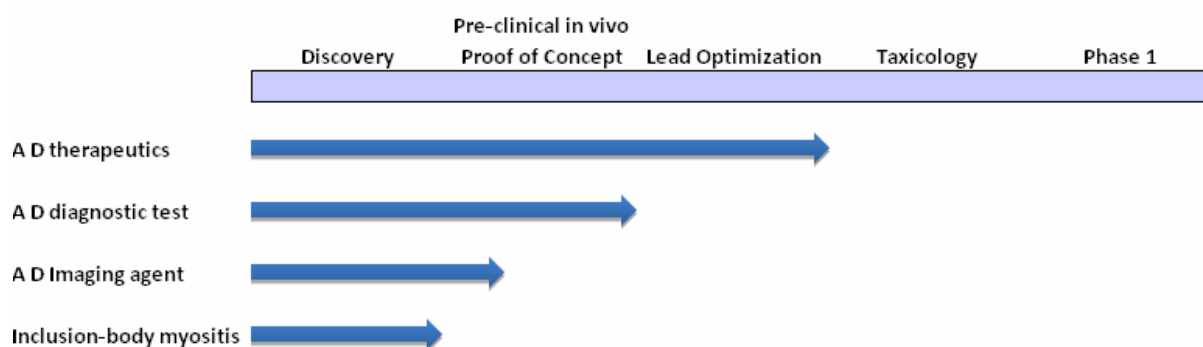 Pre-clinical in vivo
Discovery Proof of Concept Lead Optimization Taxicology Phase 1
A D therapeutics
A D diagnostic test
A D Imaging agent
Inclusion-body myositis